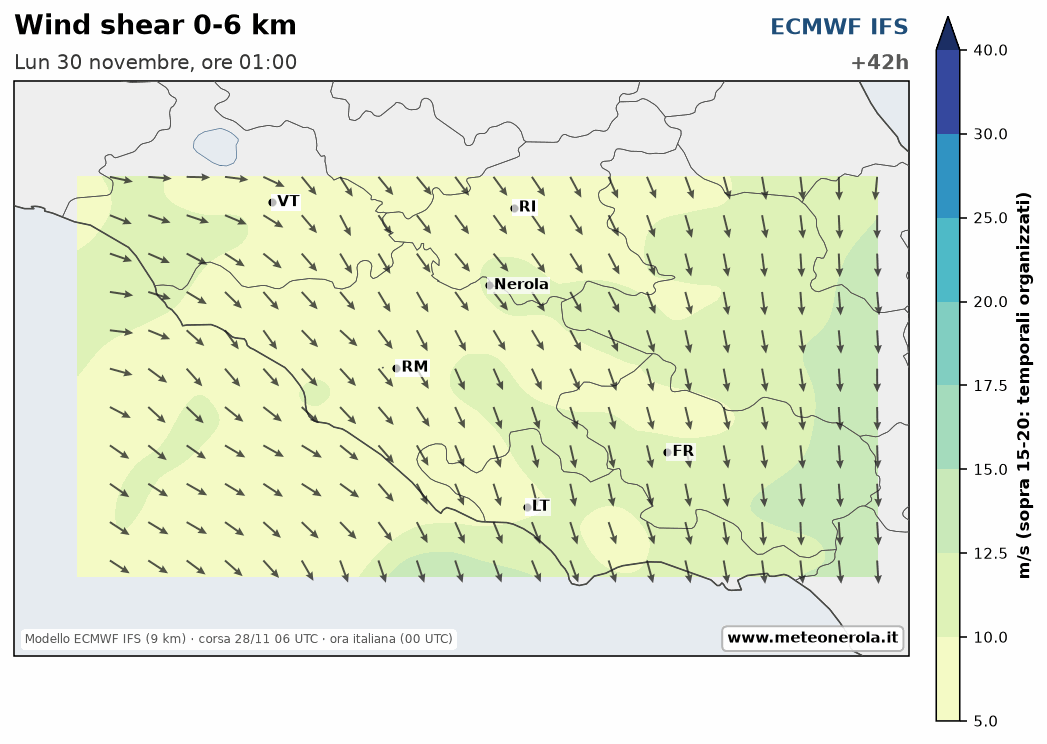 Wind shear 0-6 km
ECMWF IFS
Lun 30 novembre, ore 01:00
+42h
40.0
30.0
25.0
20.0
17.5
15.0
12.5
10.0
5.0
m/s (sopra 15-20: temporali organizzati)
VT
RI
Nerola
RM
FR
LT
Modello ECMWF IFS (9 km) · corsa 28/11 06 UTC · ora italiana (00 UTC)
www.meteonerola.it